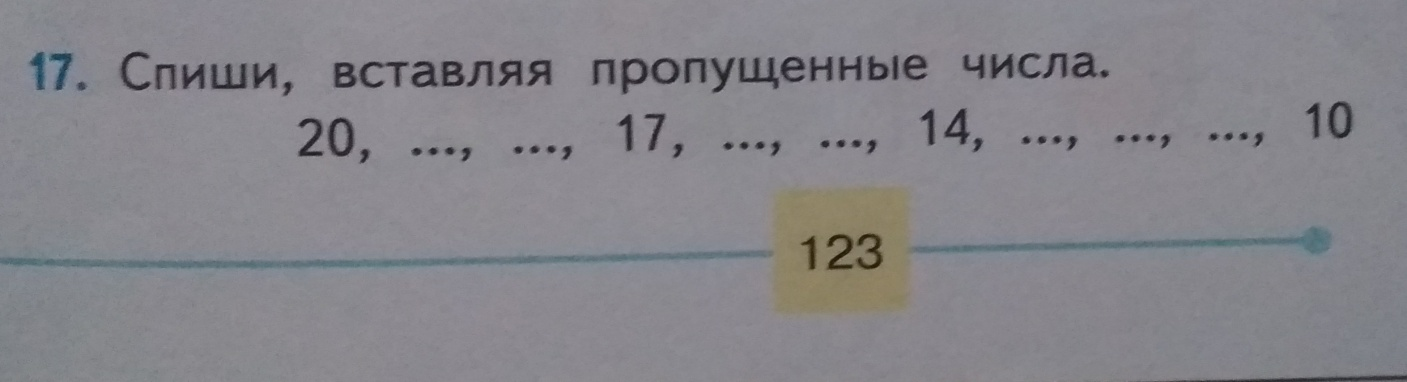 17. Спиши, вставляя пропущенные числа.
20, ..., ..., 17, ..., ..., 14, ..., ..., ..., 10
123